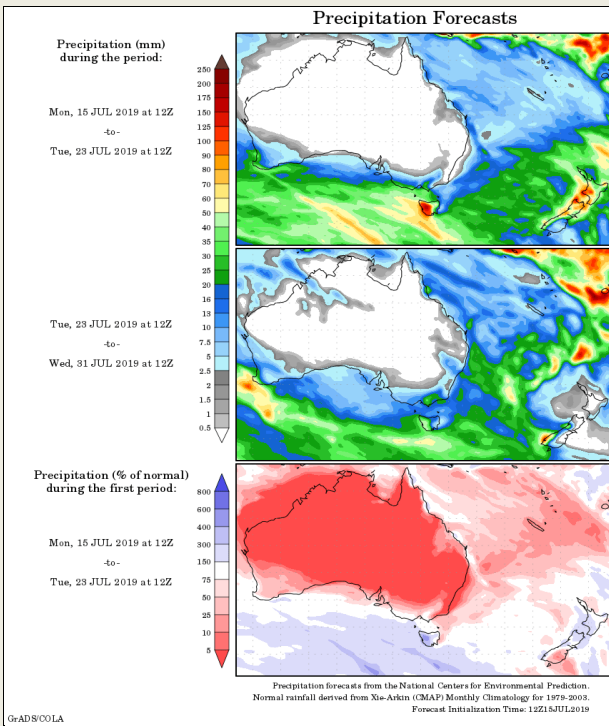 Precipitation Forecasts
Precipitation (mm)
during the period:
Mon, 15 JUL 2019 at 12Z
-to-
Tue, 23 JUL 2019 at 12Z
250
200
175
150
125
100
90
80
70
60
50
40
35
30
25
20
16
13
10
7.5
5
2.5
2
1.5
1
0.5
Tue, 23 JUL 2019 at 12Z
-to-
Wed, 31 JUL 2019 at 12Z
Precipitation (% of normal)
during the first period:
Mon, 15 JUL 2019 at 12Z
-to-
Tue, 23 JUL 2019 at 12Z
800
600
400
300
150
75
50
25
10
5
Precipitation forecasts from the National Centers for Environmental Prediction.
Normal rainfall derived from Xie-Arkin (CMAP) Monthly Climatology for 1979-2003.
Forecast Initialization Time: 12Z15JUL2019
GrADS/COLA